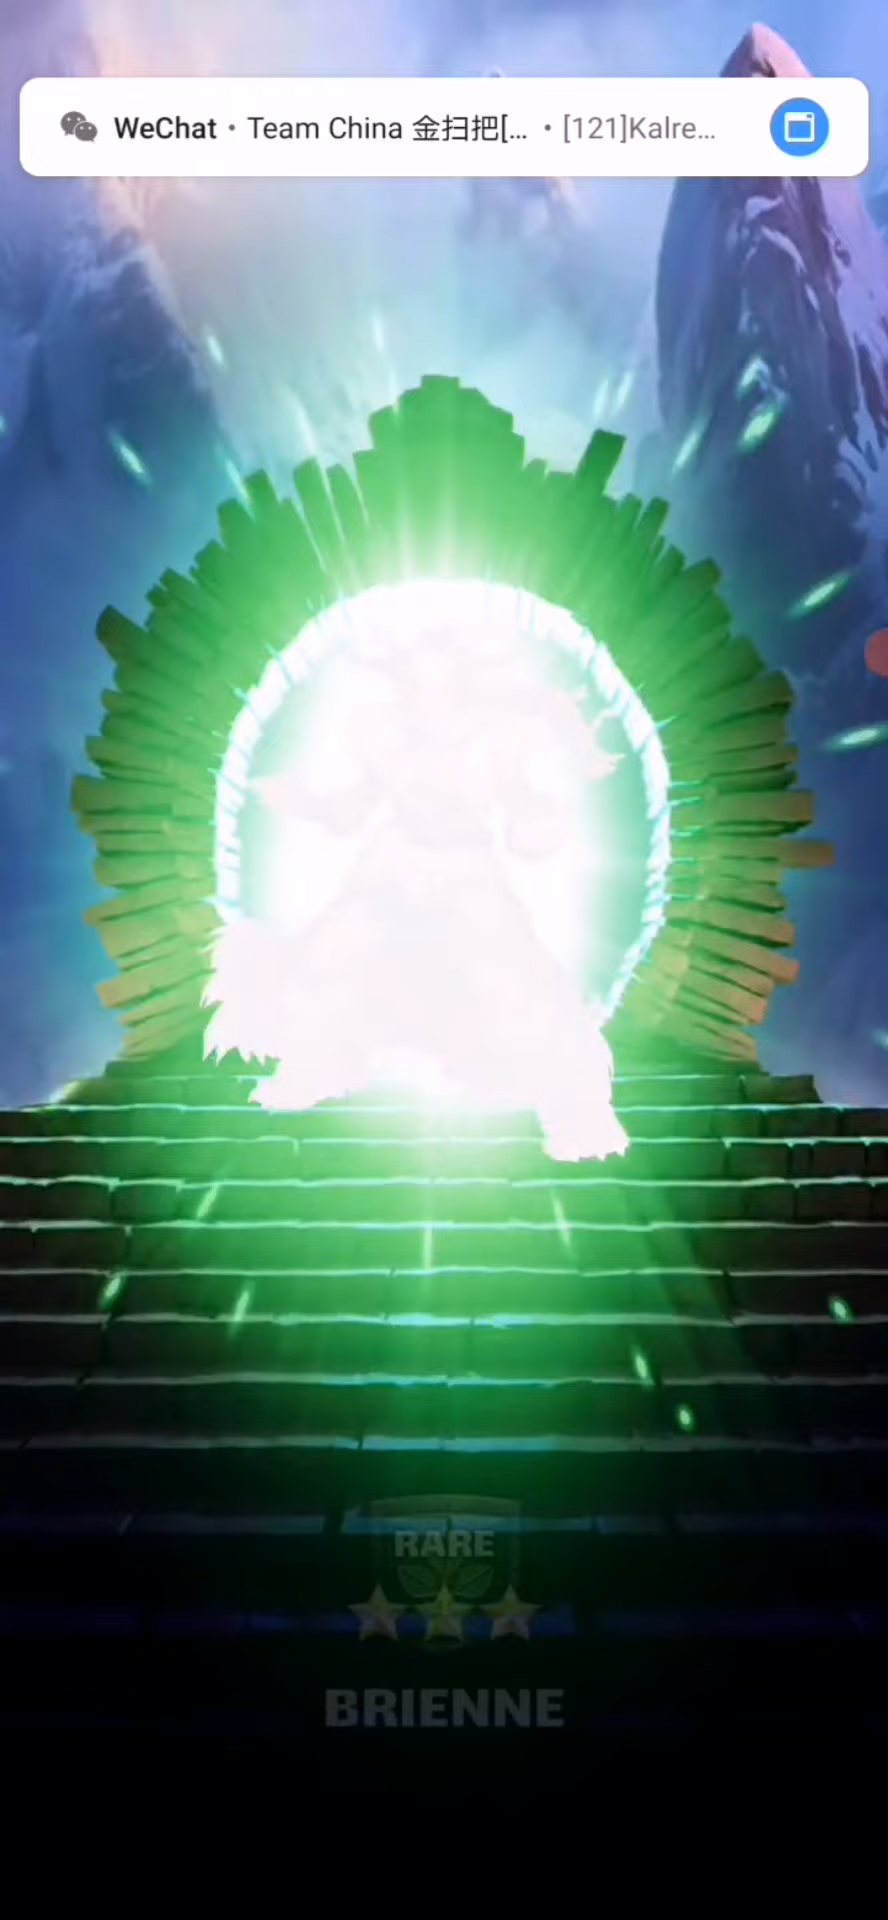 WeChat • Team China 金扫把[... • [121]Kalre...
RARE
BRIENNE